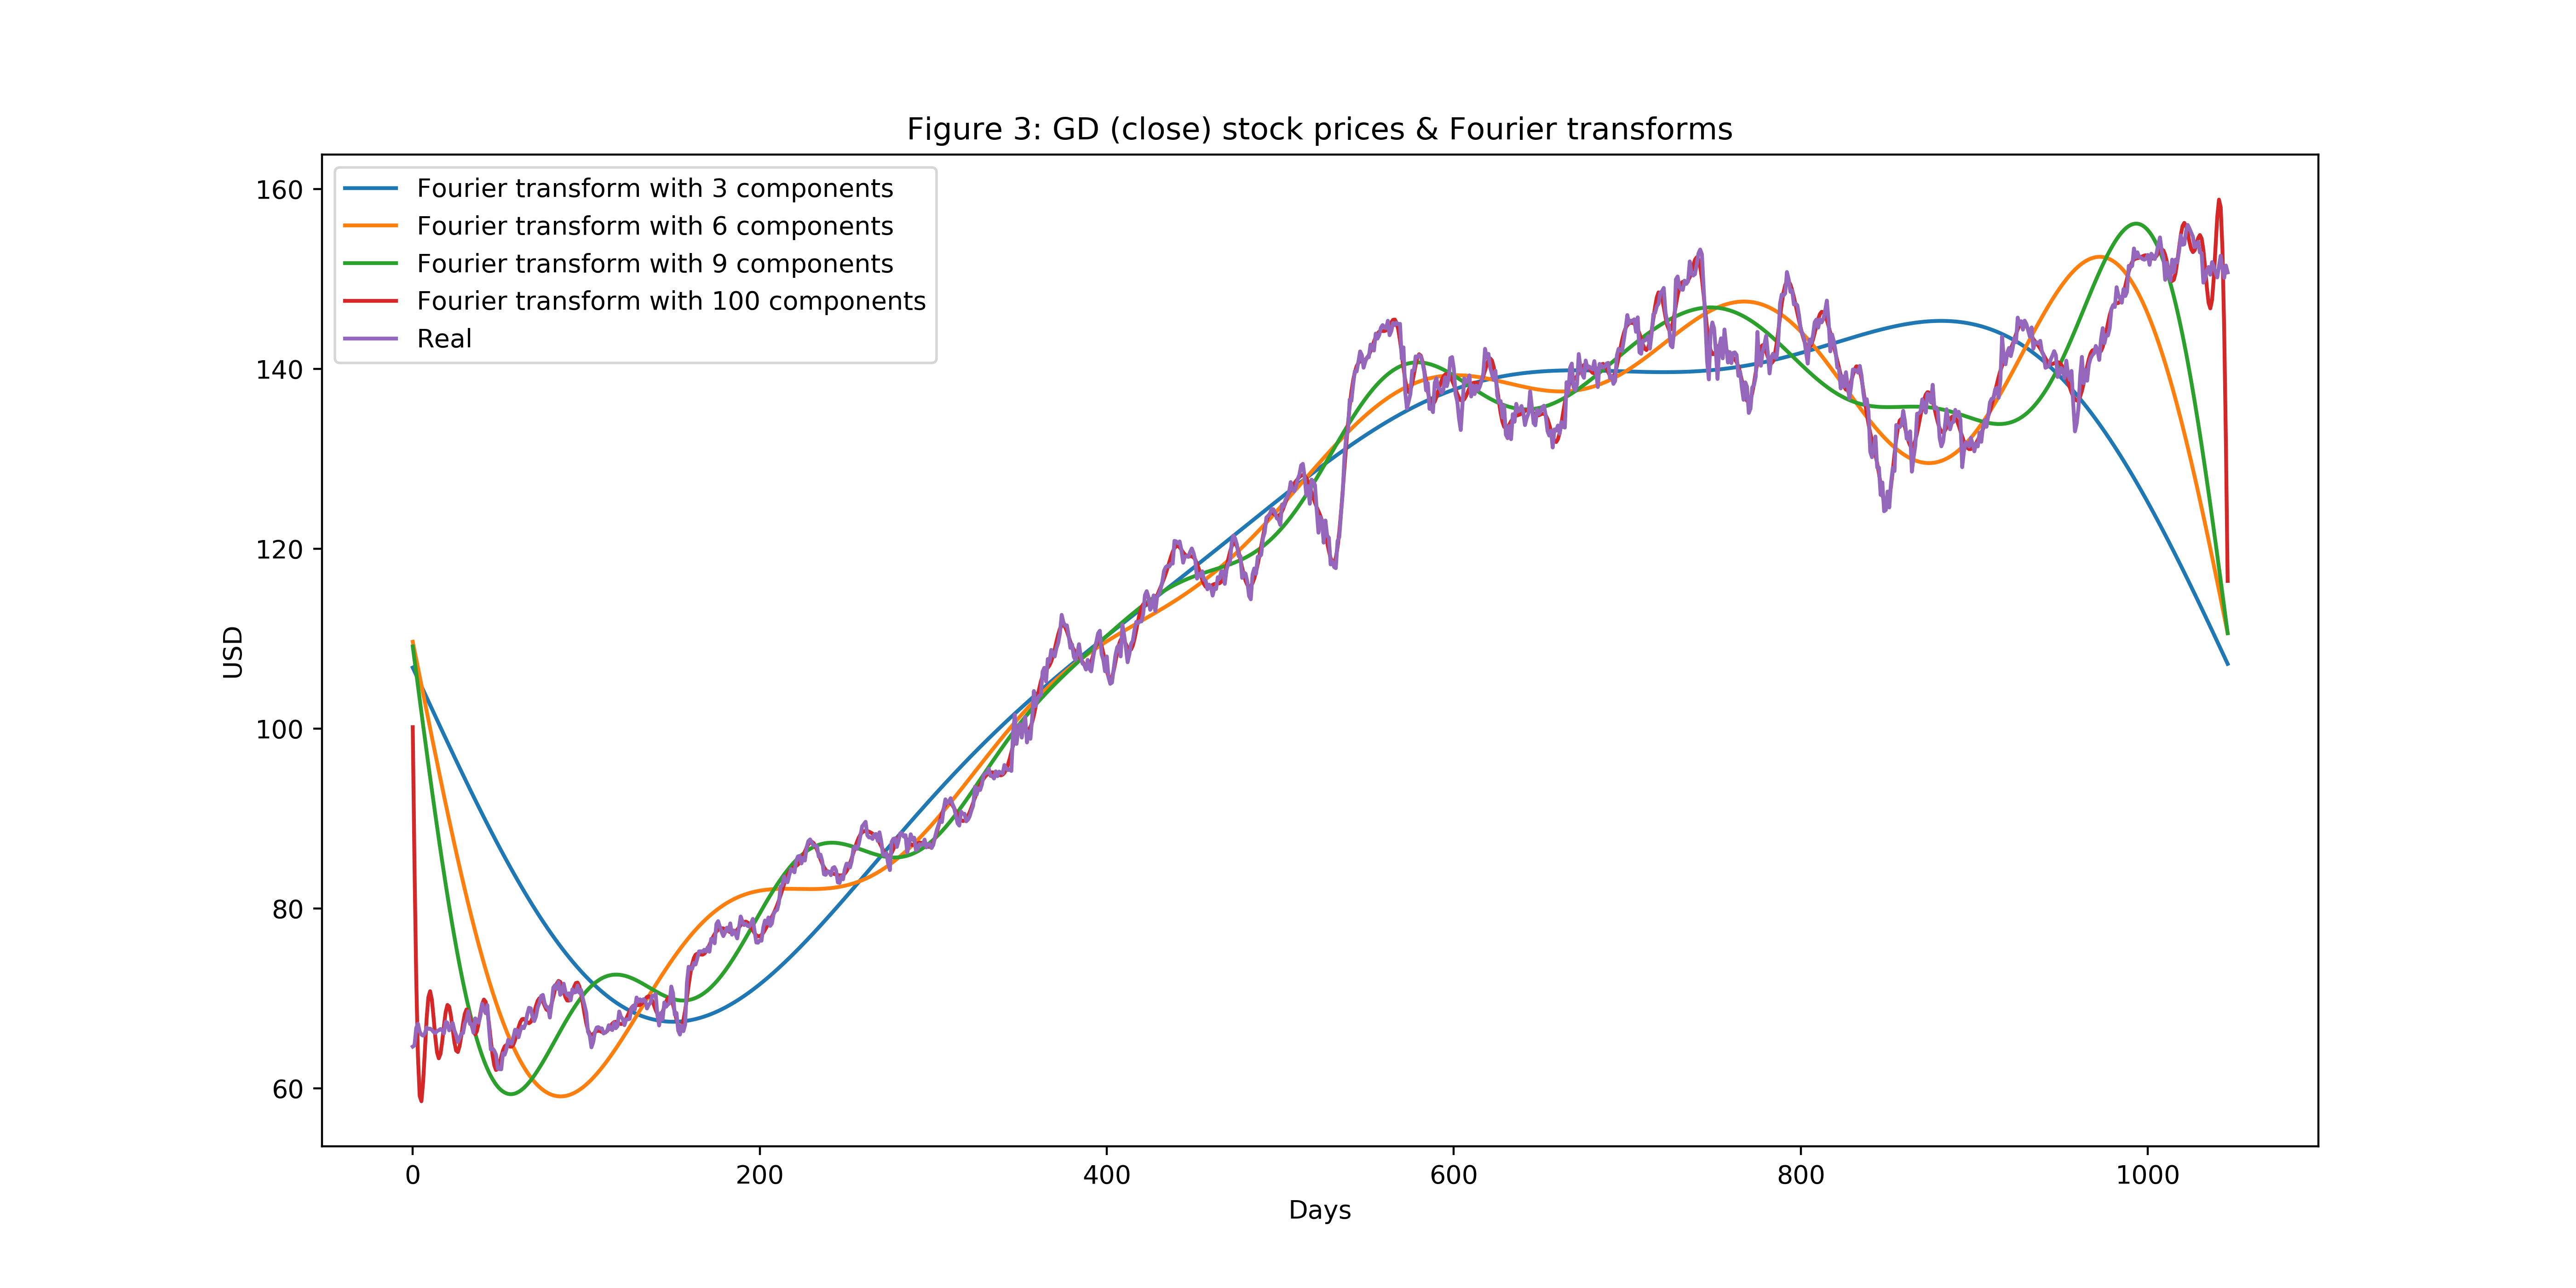 Figure 3: GD (close) stock prices & Fourier transforms
Fourier transform with 3 components
Fourier transform with 6 components
Fourier transform with 9 components
Fourier transform with 100 components
Real
160
140
120
100
80
60
USD
0 200 400 600 800 1000
Days